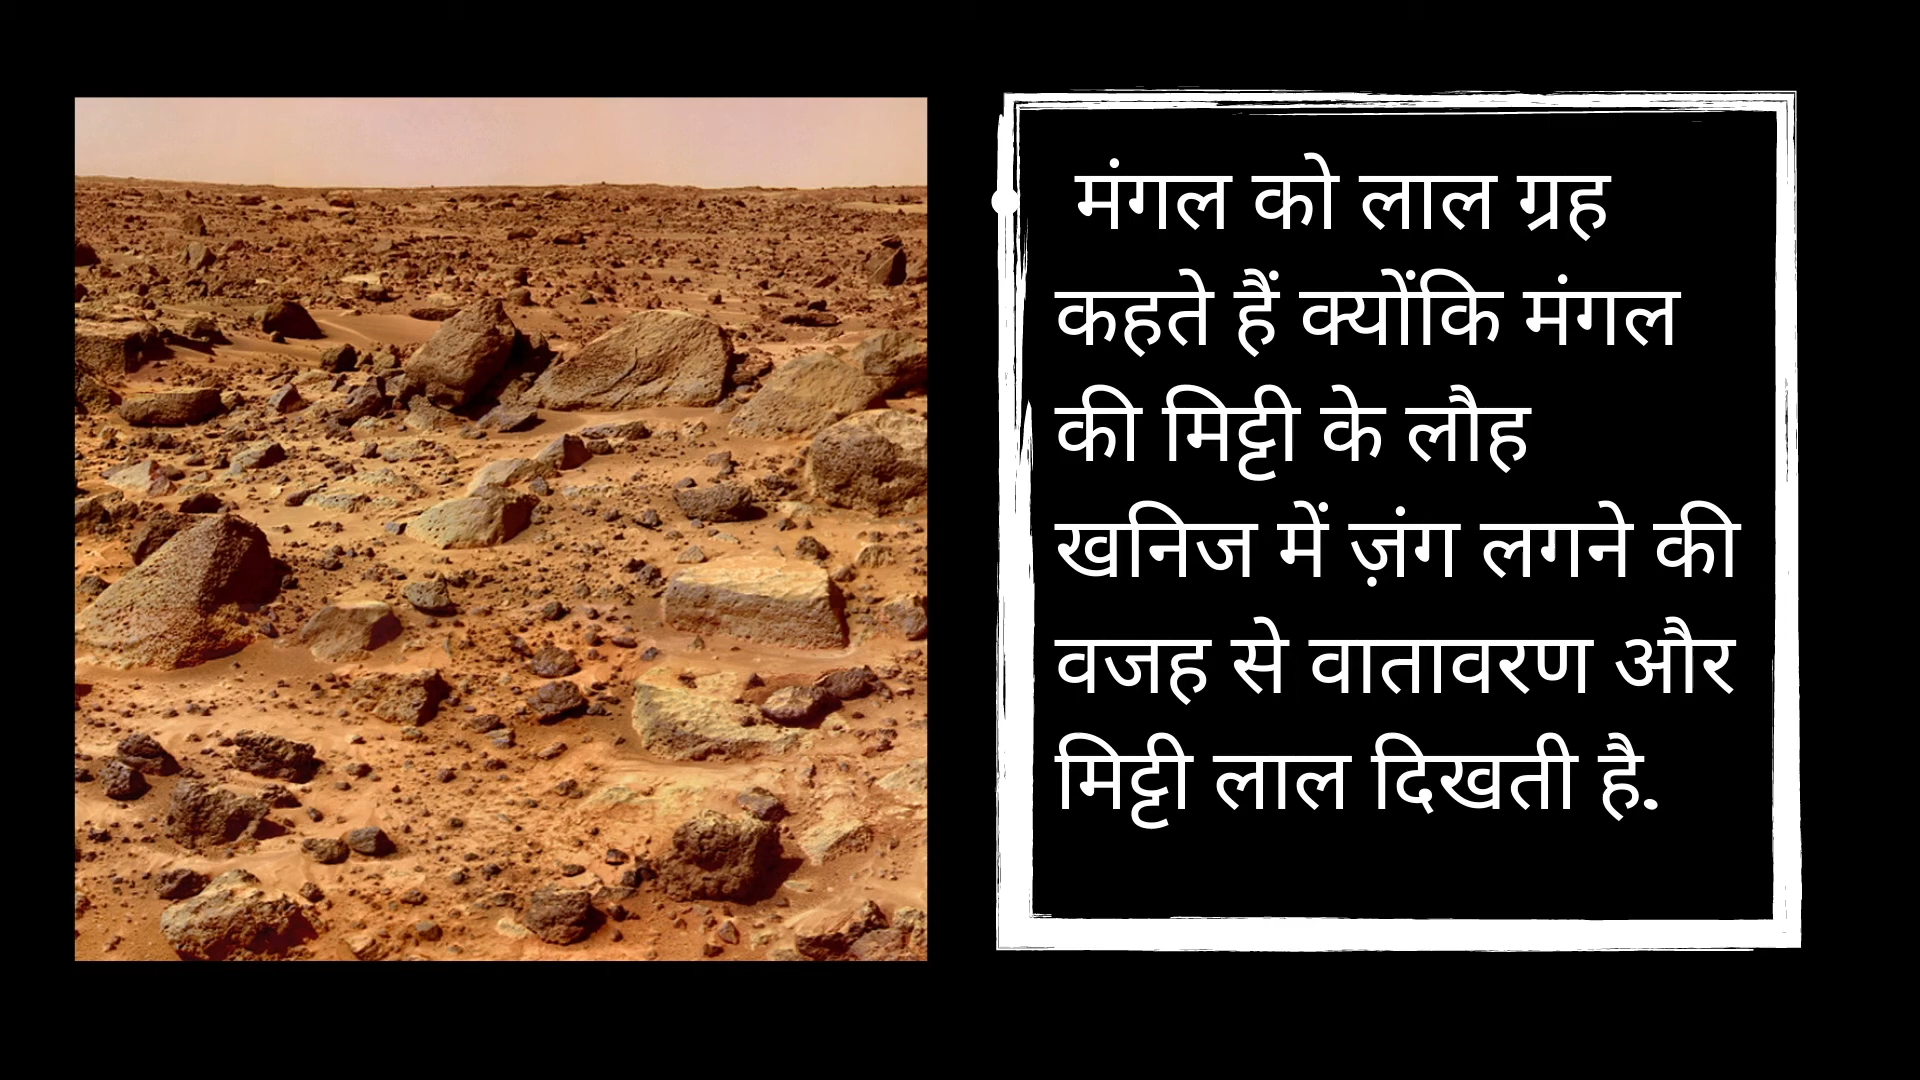 मंगल को लाल ग्रह
कहते हैं क्योंकि मंगल
की मिट्टी के लौह
खनिज में ज़ंग लगने की
वजह से वातावरण और
मिट्टी लाल दिखती है.